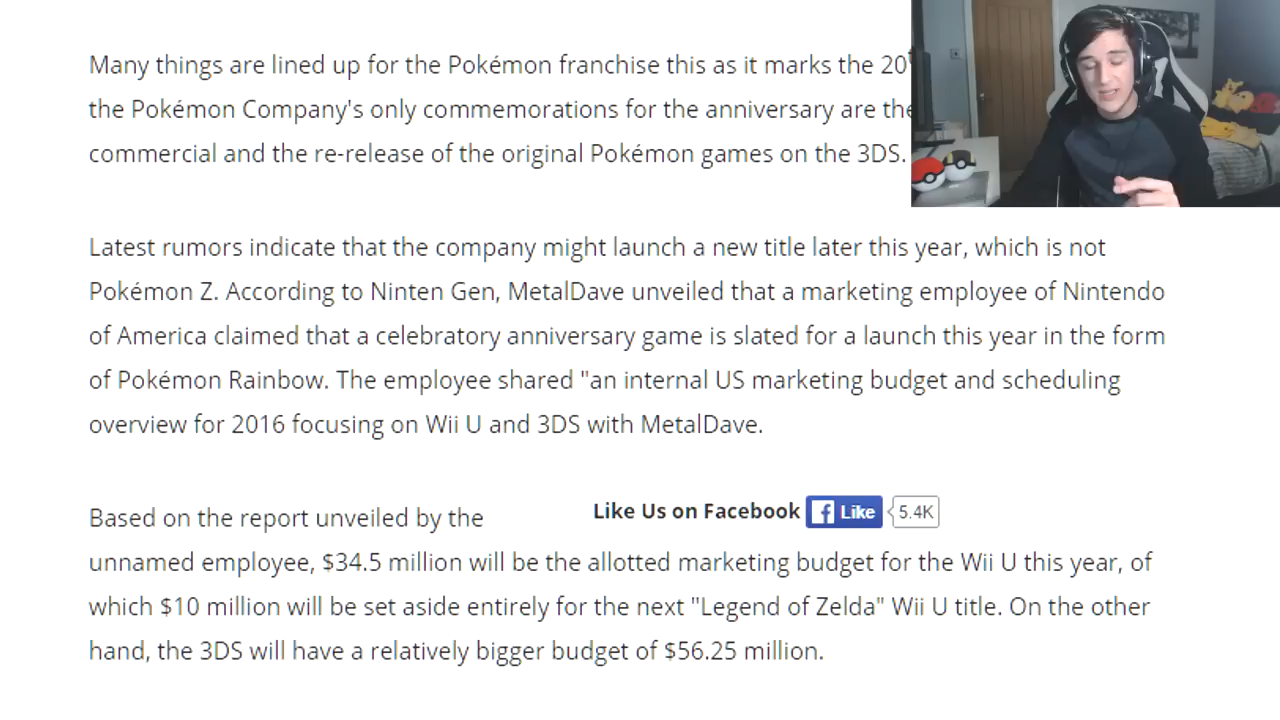 Many things are lined up for the Pokémon franchise this as it marks the 20
the Pokémon Company's only commemorations for the anniversary are the
commercial and the re-release of the original Pokémon games on the 3DS.
Latest rumors indicate that the company might launch a new title later this year, which is not
Pokémon Z. According to Ninten Gen, MetalDave unveiled that a marketing employee of Nintendo
of America claimed that a celebratory anniversary game is slated for a launch this year in the form
of Pokémon Rainbow. The employee shared "an internal US marketing budget and scheduling
overview for 2016 focusing on Wii U and 3DS with MetalDave.
Based on the report unveiled by the
Like Us on Facebook Like 5.4K
unnamed employee, $34.5 million will be the allotted marketing budget for the Wii U this year, of
which $10 million will be set aside entirely for the next "Legend of Zelda" Wii U title. On the other
hand, the 3DS will have a relatively bigger budget of $56.25 million.